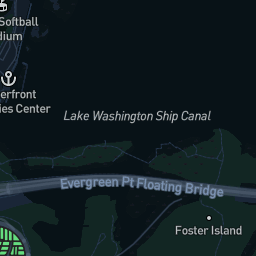 Softball
dium
erfront
ies Center
Lake Washington Ship Canal
Evergreen Pt Floating Bridge
Foster Island